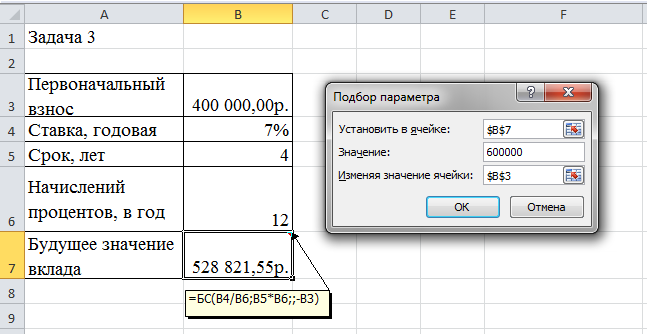 A B C D E F
1 Задача 3
2
3 Первоначальный
взнос 400 000,00р.
4 Ставка, годовая 7%
5 Срок, лет 4
6 Начислений
процентов, в год 12
7 Будущее значение
вклада 528 821,55р.
8 =БС(B4/B6;B5*B6;;-B3)
9
Подбор параметра
Установить в ячейке: $B$7
Значение: 600000
Изменяя значение ячейки: $B$3
ОК Отмена